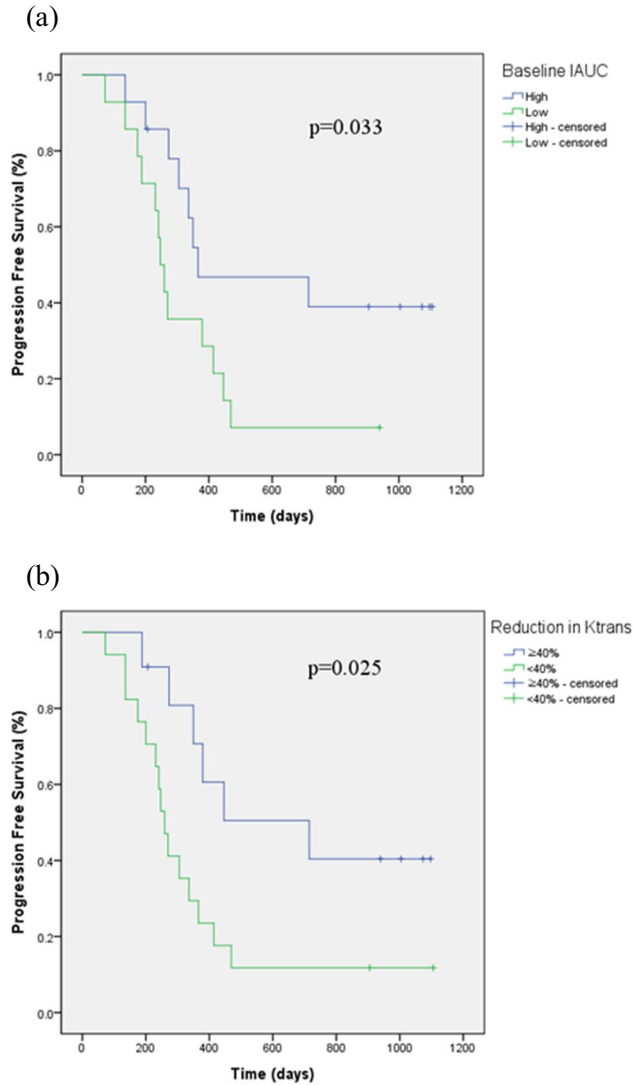 (a)
Baseline IAUC
High
Low
High - censored
Low - censored
p=0.033
1.0
0.8
0.6
0.4
0.2
0.0
Progression Free Survival (%)
0 200 400 600 800 1000 1200
Time (days)
(b)
Reduction in Ktrans
≥40%
<40%
≥40% - censored
<40% - censored
p=0.025
1.0
0.8
0.6
0.4
0.2
0.0
Progression Free Survival (%)
0 200 400 600 800 1000 1200
Time (days)